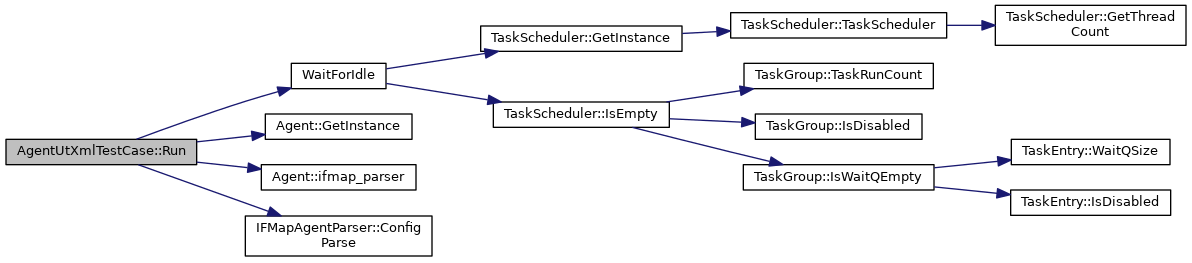 AgentUtXmlTestCase::Run
WaitForIdle
Agent::GetInstance
Agent::ifmap_parser
IFMapAgentParser::Config
Parse
TaskScheduler::GetInstance
TaskScheduler::IsEmpty
TaskScheduler::TaskScheduler
TaskGroup::TaskRunCount
TaskGroup::IsDisabled
TaskGroup::IsWaitQEmpty
TaskScheduler::GetThread
Count
TaskEntry::WaitQSize
TaskEntry::IsDisabled